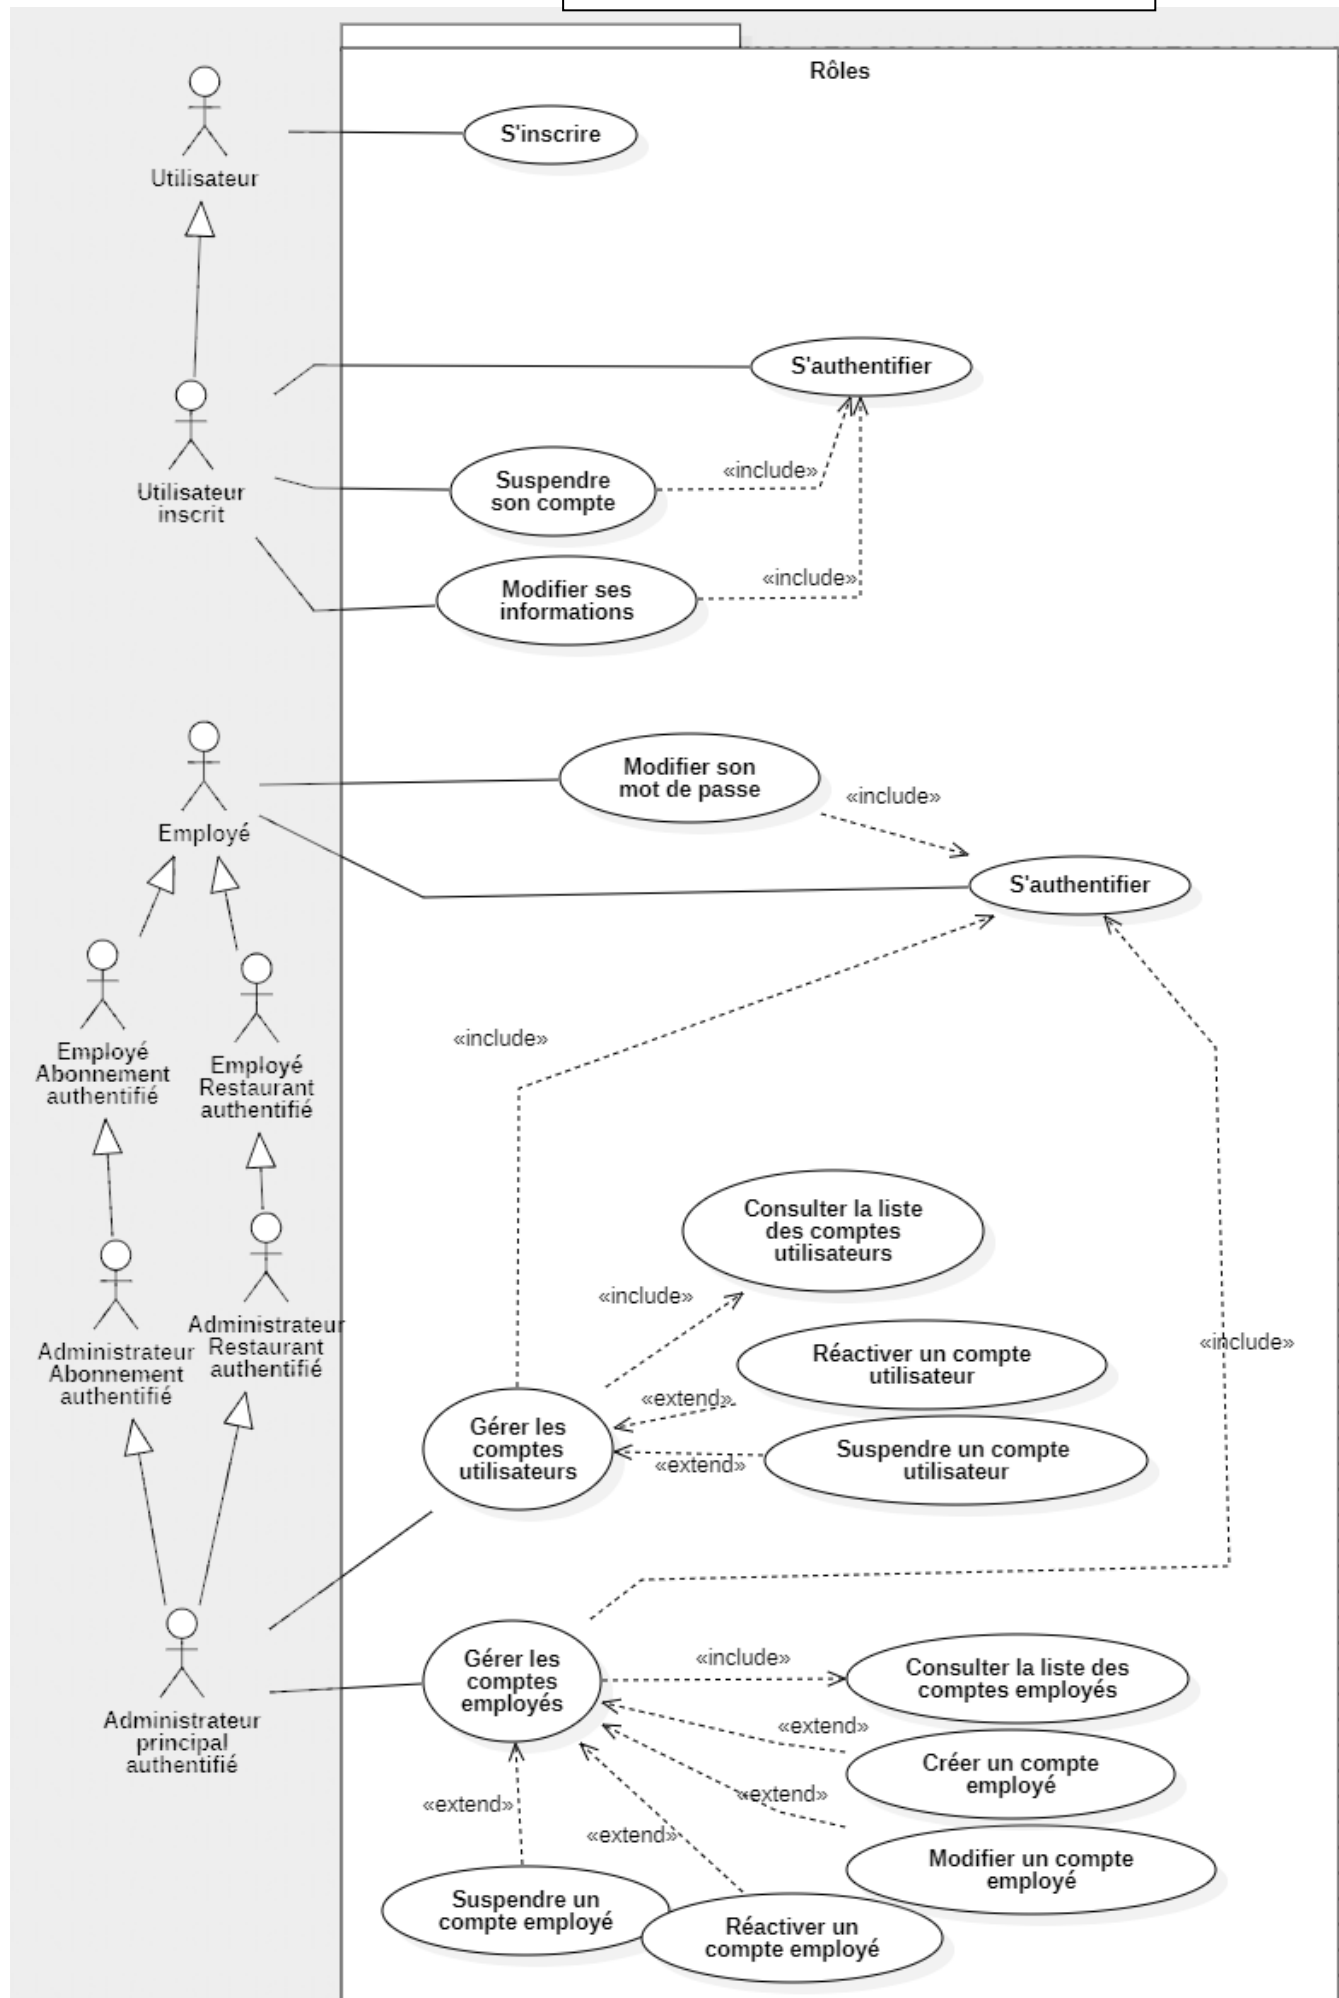 Rôles
S'inscrire
Utilisateur
S'authentifier
Utilisateur
inscrit
Suspendre
son compte
«include»
Modifier ses
informations
«include»
Employé
Modifier son
mot de passe
«include»
S'authentifier
Employé
Abonnement
authentifié
Employé
Restaurant
authentifié
«include»
Consulter la liste
des comptes
utilisateurs
«include»
Administrateur
Abonnement
authentifié
Administrateur
Restaurant
authentifié
«include»
Réactiver un compte
utilisateur
«extend»
Gérer les
comptes
utilisateurs
Suspendre un compte
utilisateur
«extend»
Administrateur
principal
authentifié
Gérer les
comptes
employés
«include»
Consulter la liste des
comptes employés
«extend»
Créer un compte
employé
«extend»
Modifier un compte
employé
«extend»
«extend»
Suspendre un
compte employé
Réactiver un
compte employé